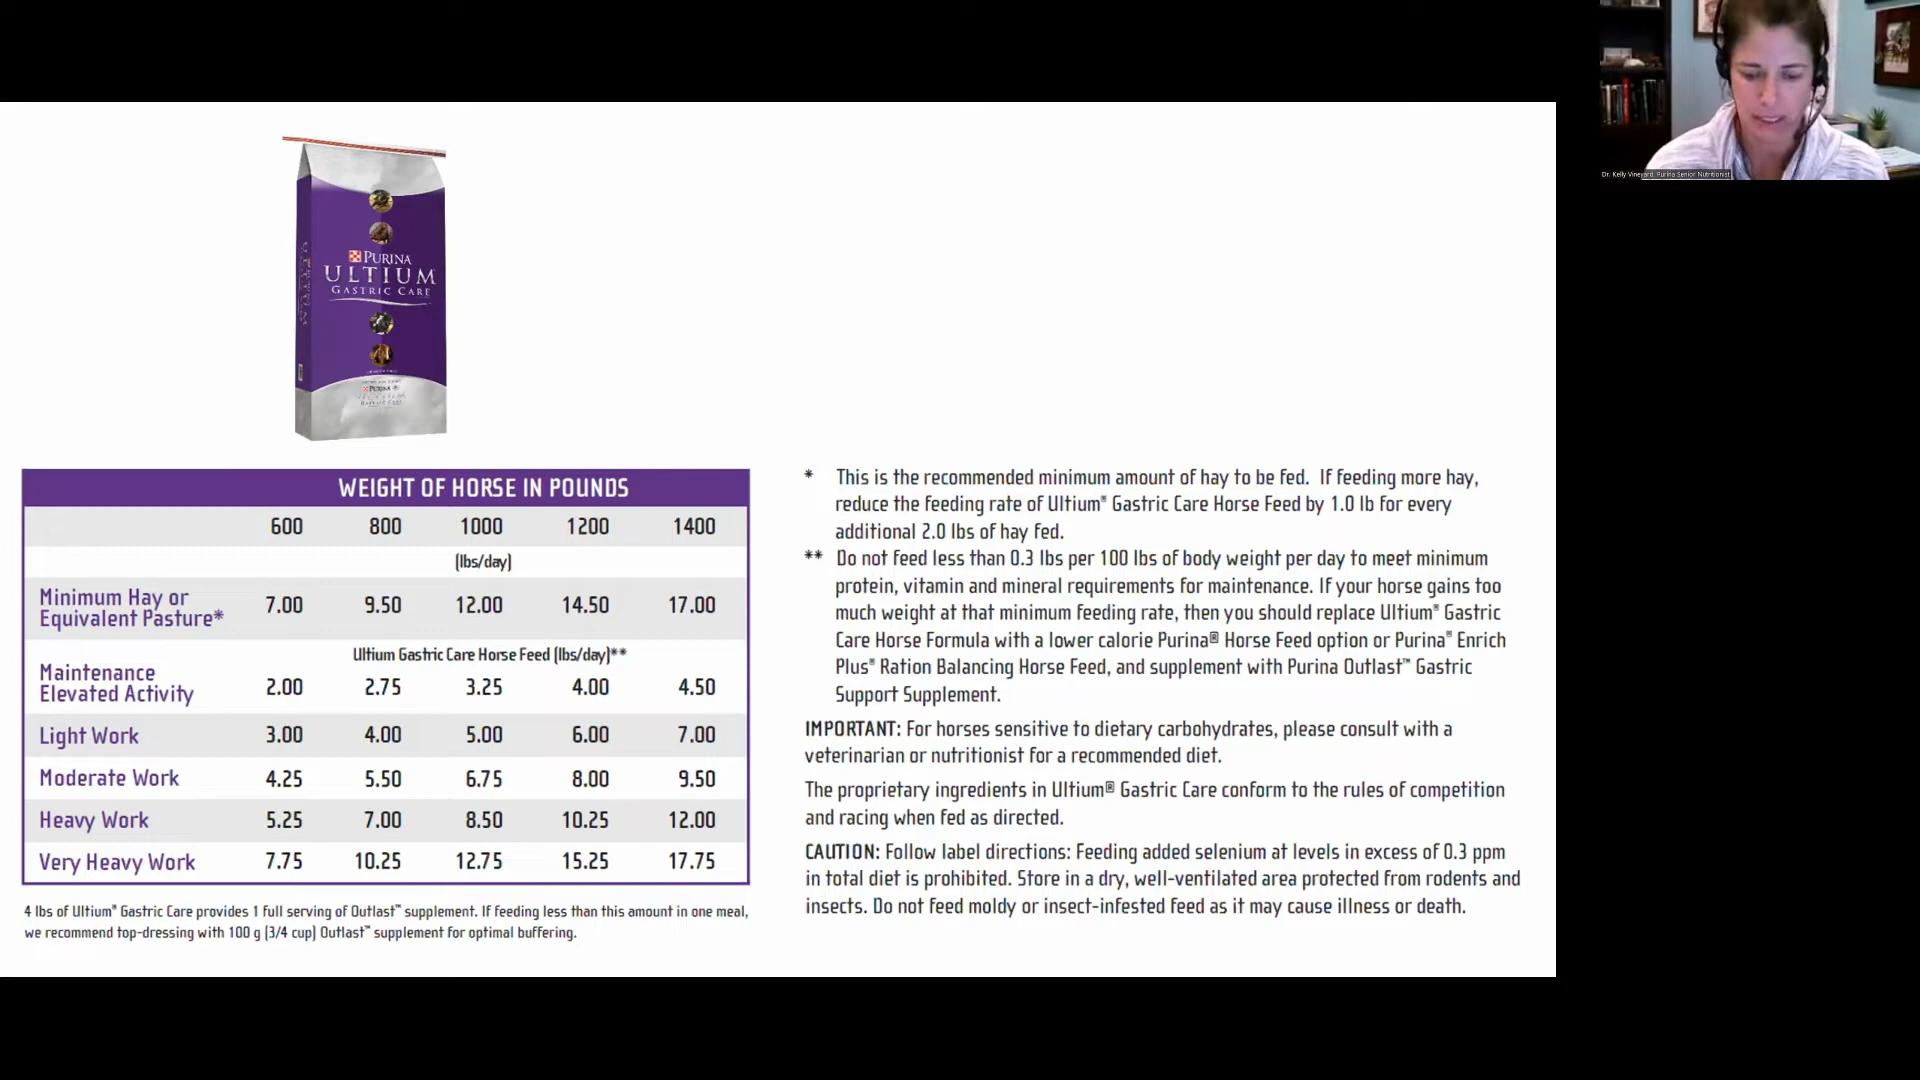 Dr. Kelly Vineyard, Purina Senior Nutritionist
PURINA
ULTIUM
GASTRIC CARE
PURINA
WEIGHT OF HORSE IN POUNDS
600 800 1000 1200 1400
(lbs/day)
Minimum Hay or
Equivalent Pasture* 7.00 9.50 12.00 14.50 17.00
Ultium Gastric Care Horse Feed (lbs/day)**
Maintenance
Elevated Activity 2.00 2.75 3.25 4.00 4.50
Light Work 3.00 4.00 5.00 6.00 7.00
Moderate Work 4.25 5.50 6.75 8.00 9.50
Heavy Work 5.25 7.00 8.50 10.25 12.00
Very Heavy Work 7.75 10.25 12.75 15.25 17.75
4 lbs of Ultium® Gastric Care provides 1 full serving of Outlast™ supplement. If feeding less than this amount in one meal,
we recommend top-dressing with 100 g (3/4 cup) Outlast™ supplement for optimal buffering.
* This is the recommended minimum amount of hay to be fed. If feeding more hay,
reduce the feeding rate of Ultium® Gastric Care Horse Feed by 1.0 lb for every
additional 2.0 lbs of hay fed.
** Do not feed less than 0.3 lbs per 100 lbs of body weight per day to meet minimum
protein, vitamin and mineral requirements for maintenance. If your horse gains too
much weight at that minimum feeding rate, then you should replace Ultium® Gastric
Care Horse Formula with a lower calorie Purina® Horse Feed option or Purina® Enrich
Plus® Ration Balancing Horse Feed, and supplement with Purina Outlast™ Gastric
Support Supplement.
IMPORTANT: For horses sensitive to dietary carbohydrates, please consult with a
veterinarian or nutritionist for a recommended diet.
The proprietary ingredients in Ultium® Gastric Care conform to the rules of competition
and racing when fed as directed.
CAUTION: Follow label directions: Feeding added selenium at levels in excess of 0.3 ppm
in total diet is prohibited. Store in a dry, well-ventilated area protected from rodents and
insects. Do not feed moldy or insect-infested feed as it may cause illness or death.